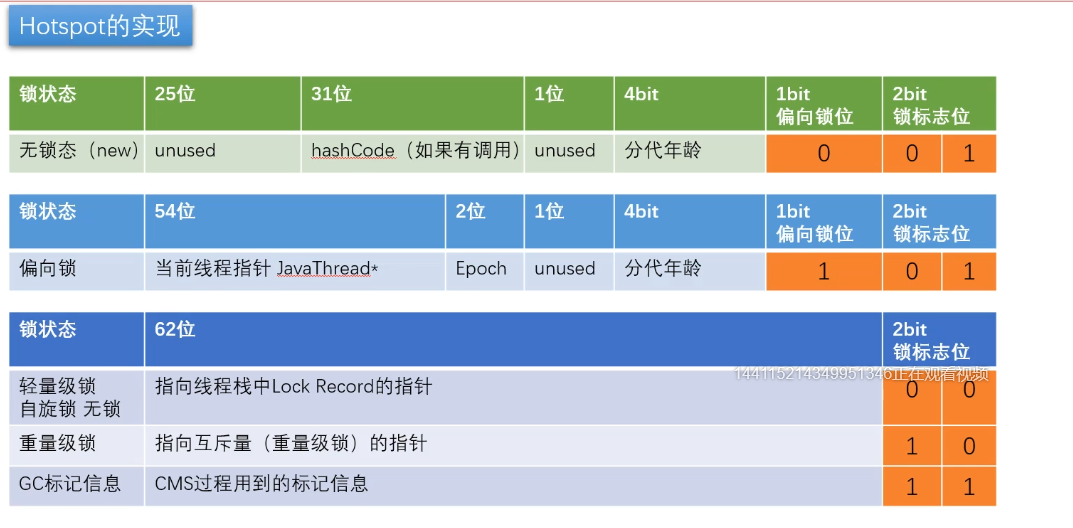 Hotspot的实现
锁状态 25位 31位 1位 4bit 1bit 2bit
偏向锁位 锁标志位
无锁态（new） unused hashCode（如果有调用） unused 分代年龄 0 0 1
锁状态 54位 2位 1位 4bit 1bit 2bit
偏向锁位 锁标志位
偏向锁 当前线程指针 JavaThread* Epoch unused 分代年龄 1 0 1
锁状态 62位 2bit
锁标志位
144115214349951346正在观看视频
轻量级锁 指向线程栈中Lock Record的指针 0 0
自旋锁 无锁
重量级锁 指向互斥量（重量级锁）的指针 1 0
GC标记信息 CMS过程用到的标记信息 1 1